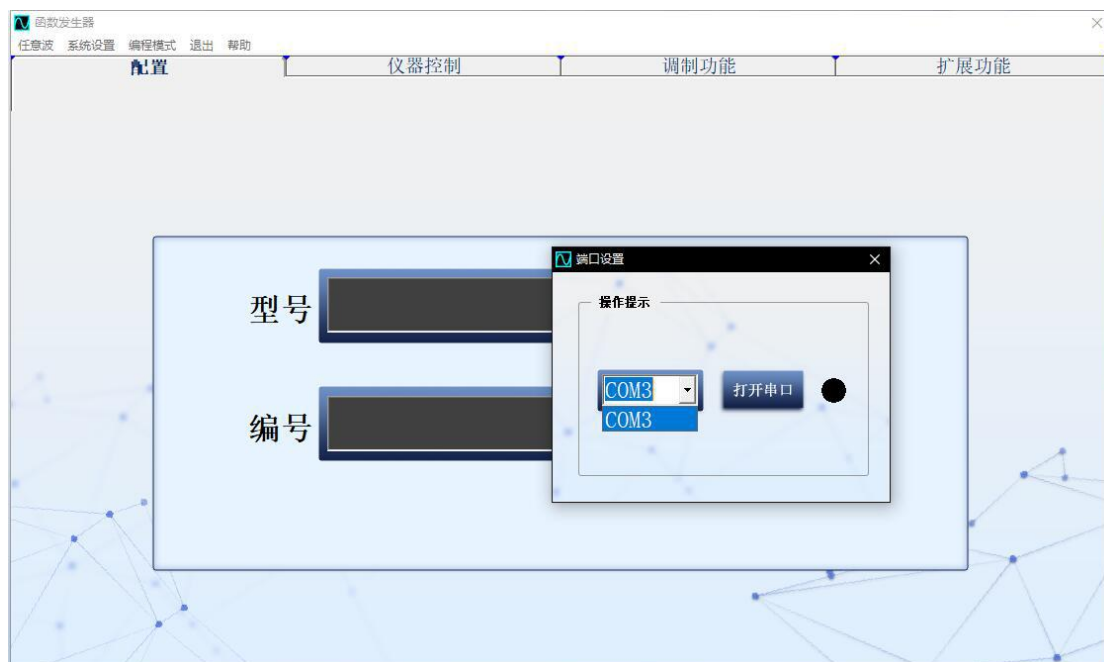 函数发生器
任意波 系统设置 编程模式 退出 帮助
配置 仪器控制 调制功能 扩展功能
端口设置
操作提示
型号
COM3 打开串口
COM3
编号